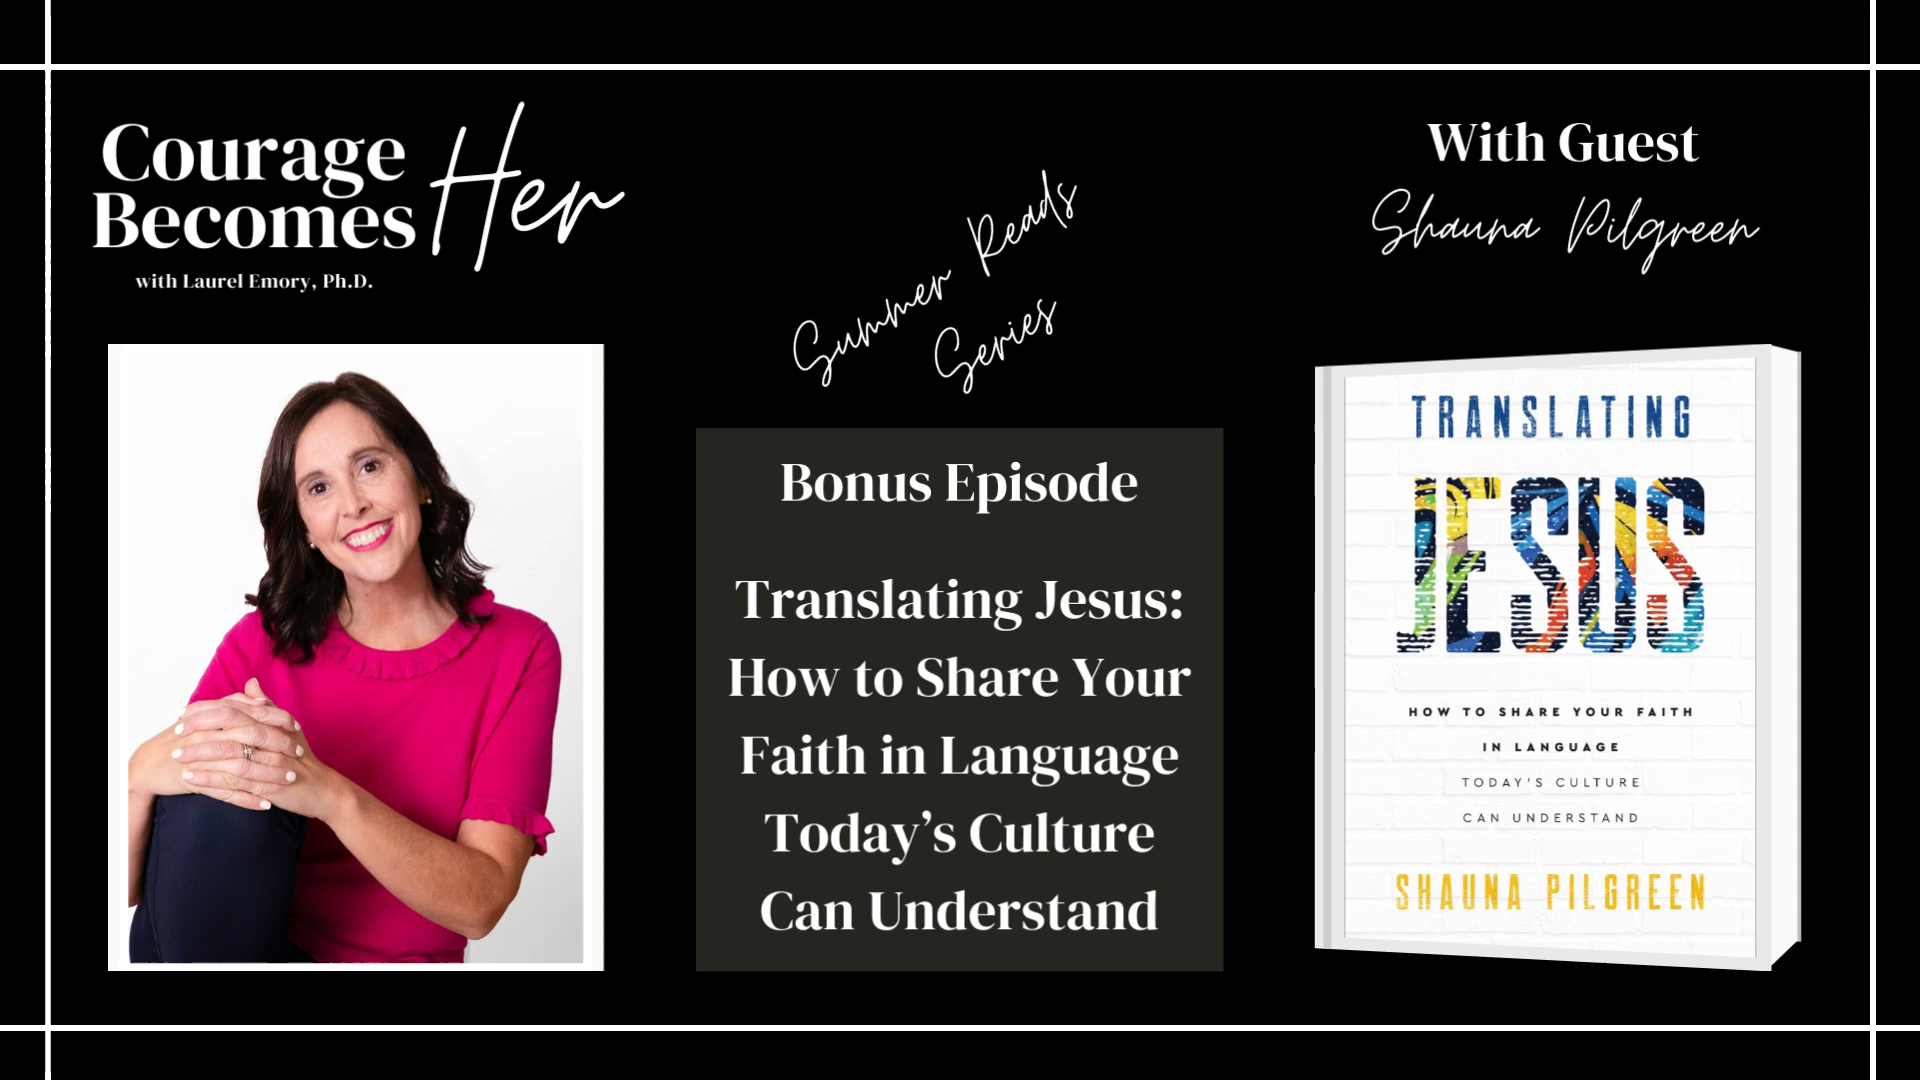 Courage
Becomes Her
with Laurel Emory, Ph.D.
Summer Reads
Series
With Guest
Shauna Pilgreen
Bonus Episode
Translating Jesus:
How to Share Your
Faith in Language
Today’s Culture
Can Understand
TRANSLATING
JESUS
HOW TO SHARE YOUR FAITH
IN LANGUAGE
TODAY'S CULTURE
CAN UNDERSTAND
SHAUNA PILGREEN